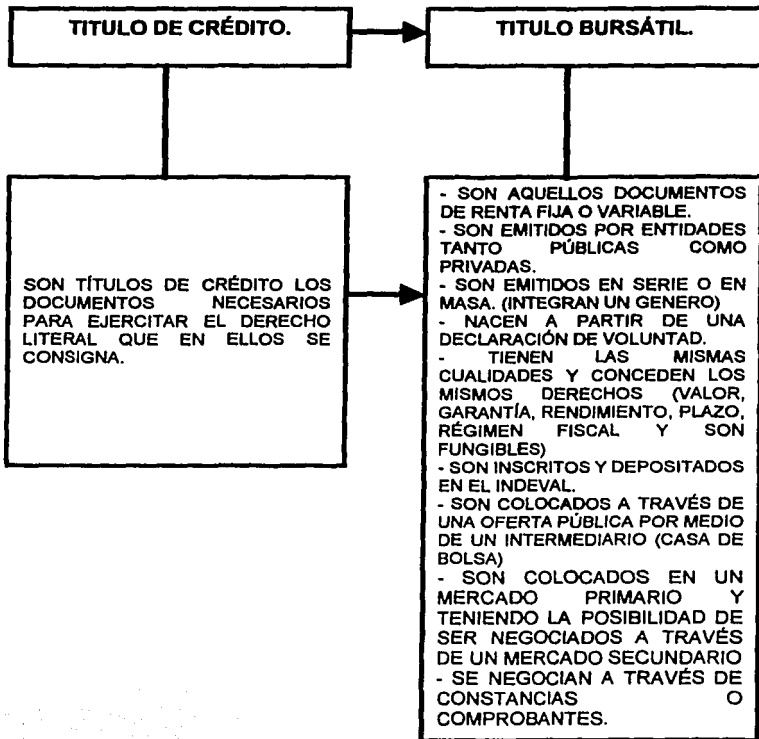 TITULO DE CRÉDITO.
TITULO BURSÁTIL.
SON TÍTULOS DE CRÉDITO LOS
DOCUMENTOS NECESARIOS
PARA EJERCITAR EL DERECHO
LITERAL QUE EN ELLOS SE
CONSIGNA.
- SON AQUELLOS DOCUMENTOS
DE RENTA FIJA O VARIABLE.
- SON EMITIDOS POR ENTIDADES
TANTO PÚBLICAS COMO
PRIVADAS.
- SON EMITIDOS EN SERIE O EN
MASA. (INTEGRAN UN GENERO)
- NACEN A PARTIR DE UNA
DECLARACIÓN DE VOLUNTAD.
- TIENEN LAS MISMAS
CUALIDADES Y CONCEDEN LOS
MISMOS DERECHOS (VALOR,
GARANTÍA, RENDIMIENTO, PLAZO,
RÉGIMEN FISCAL Y SON
FUNGIBLES)
- SON INSCRITOS Y DEPOSITADOS
EN EL INDEVAL.
- SON COLOCADOS A TRAVÉS DE
UNA OFERTA PÚBLICA POR MEDIO
DE UN INTERMEDIARIO (CASA DE
BOLSA)
- SON COLOCADOS EN UN
MERCADO PRIMARIO Y
TENIENDO LA POSIBILIDAD DE
SER NEGOCIADOS A TRAVÉS
DE UN MERCADO SECUNDARIO
- SE NEGOCIAN A TRAVÉS DE
CONSTANCIAS O
COMPROBANTES.